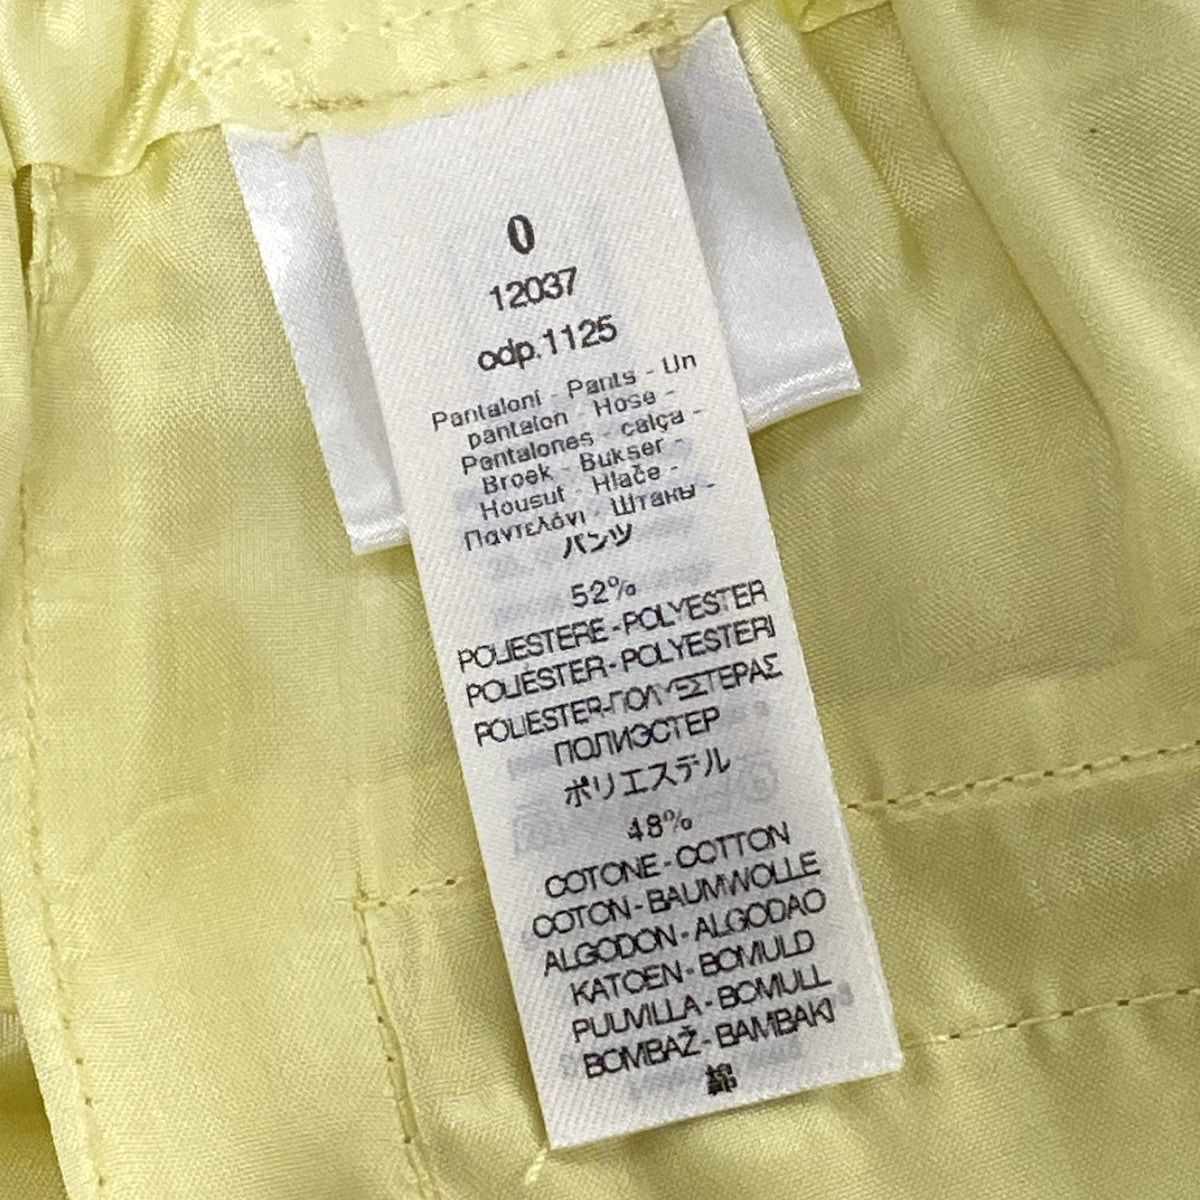 0
12037
odp.1125
Pantaloni - Pants - Un
pantalon - Hose -
Pantalones - calça -
Broek - Bukser -
Housut - Hlače -
Παντελόνι - Штаны -
パンツ
52%
POLIESTERE - POLYESTER
POLIÉSTER - POLYESTERI
POLIESTER-ΠΟΛΥΕΣΤΕΡΑΣ
ПОЛИЭСТЕР
ポリエステル
48%
COTONE - COTTON
COTON - BAUMWOLLE
ALGODON - ALGODAO
KATOEN - BOMULD
PUUVILLA - BOMULL
BOMBAŽ - BAMBAKI
綿